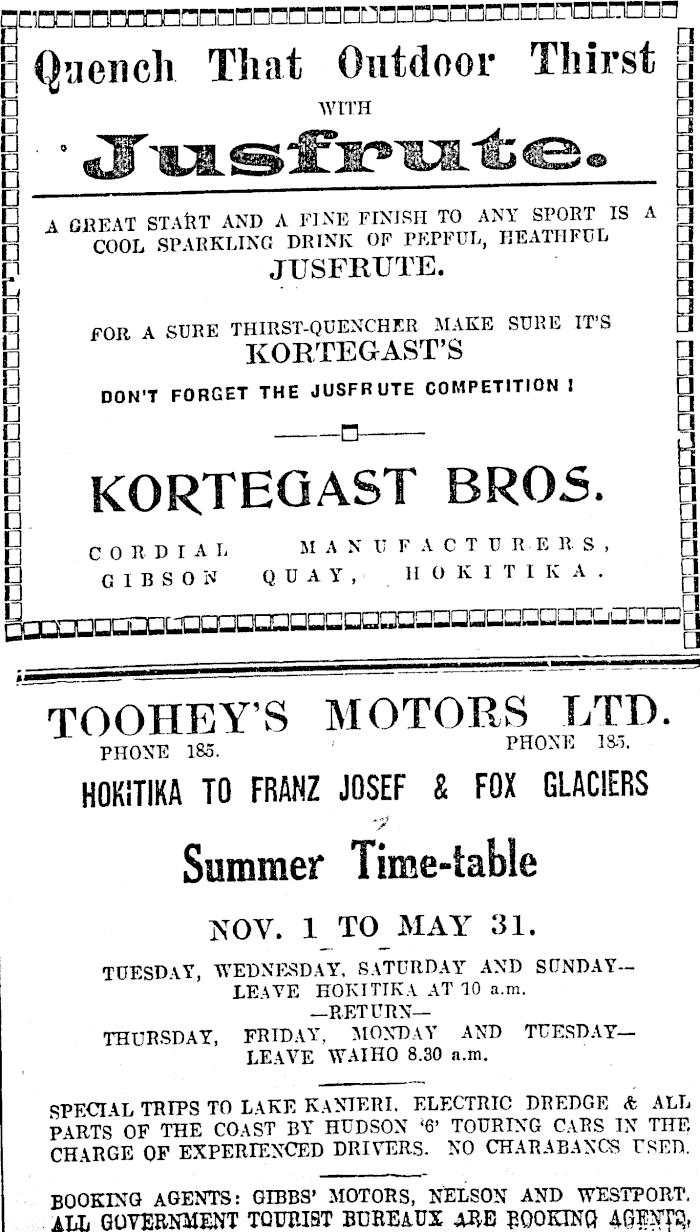 Quench That Outdoor Thirst
WITH
Jusfrute.
A GREAT START AND A FINE FINISH TO ANY SPORT IS A
COOL SPARKLING DRINK OF PEPFUL, HEATHFUL
JUSFRUTE.
FOR A SURE THIRST-QUENCHER MAKE SURE IT'S
KORTEGAST'S
DON'T FORGET THE JUSFRUTE COMPETITION!
KORTEGAST BROS.
CORDIAL MANUFACTURERS,
GIBSON QUAY, HOKITIKA.
TOOHEY'S MOTORS LTD.
PHONE 185. PHONE 185.
HOKITIKA TO FRANZ JOSEF & FOX GLACIERS
Summer Time-table
NOV. 1 TO MAY 31.
TUESDAY, WEDNESDAY, SATURDAY AND SUNDAY—
LEAVE HOKITIKA AT 10 a.m.
—RETURN—
THURSDAY, FRIDAY, MONDAY AND TUESDAY—
LEAVE WAIHO 8.30 a.m.
SPECIAL TRIPS TO LAKE KANIERI, ELECTRIC DREDGE & ALL
PARTS OF THE COAST BY HUDSON '6' TOURING CARS IN THE
CHARGE OF EXPERIENCED DRIVERS. NO CHARABANCS USED.
BOOKING AGENTS: GIBBS' MOTORS, NELSON AND WESTPORT.
ALL GOVERNMENT TOURIST BUREAUX ARE BOOKING AGENTS.